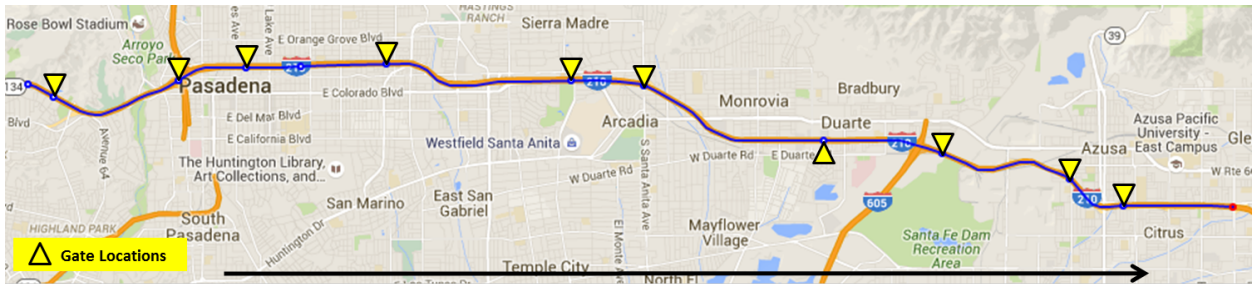 HASTINGS
RANCH
Sierra Madre
Rose Bowl Stadium
Lake Ave
E Orange Grove Blvd
Arroyo
Seco Park
39
134
210
Pasadena
E Colorado Blvd
210
Bradbury
Monrovia
Arcadia
Duarte
E Del Mar Blvd
E California Blvd
Westfield Santa Anita
Avenue 64
S Santa Anita Ave
W Duarte Rd
E Duarte
210
Azusa Pacific
University -
East Campus
Azusa
Gle
The Huntington Library,
Art Collections, and...
W Duarte Rd
W Rte 66
San Marino
East San
Gabriel
605
210
HIGHLAND PARK
South
Pasadena
Huntington Dr
El Monte Ave
Mayflower
Village
Santa Fe Dam
Recreation
Area
Citrus
Gate Locations
Temple City
North El